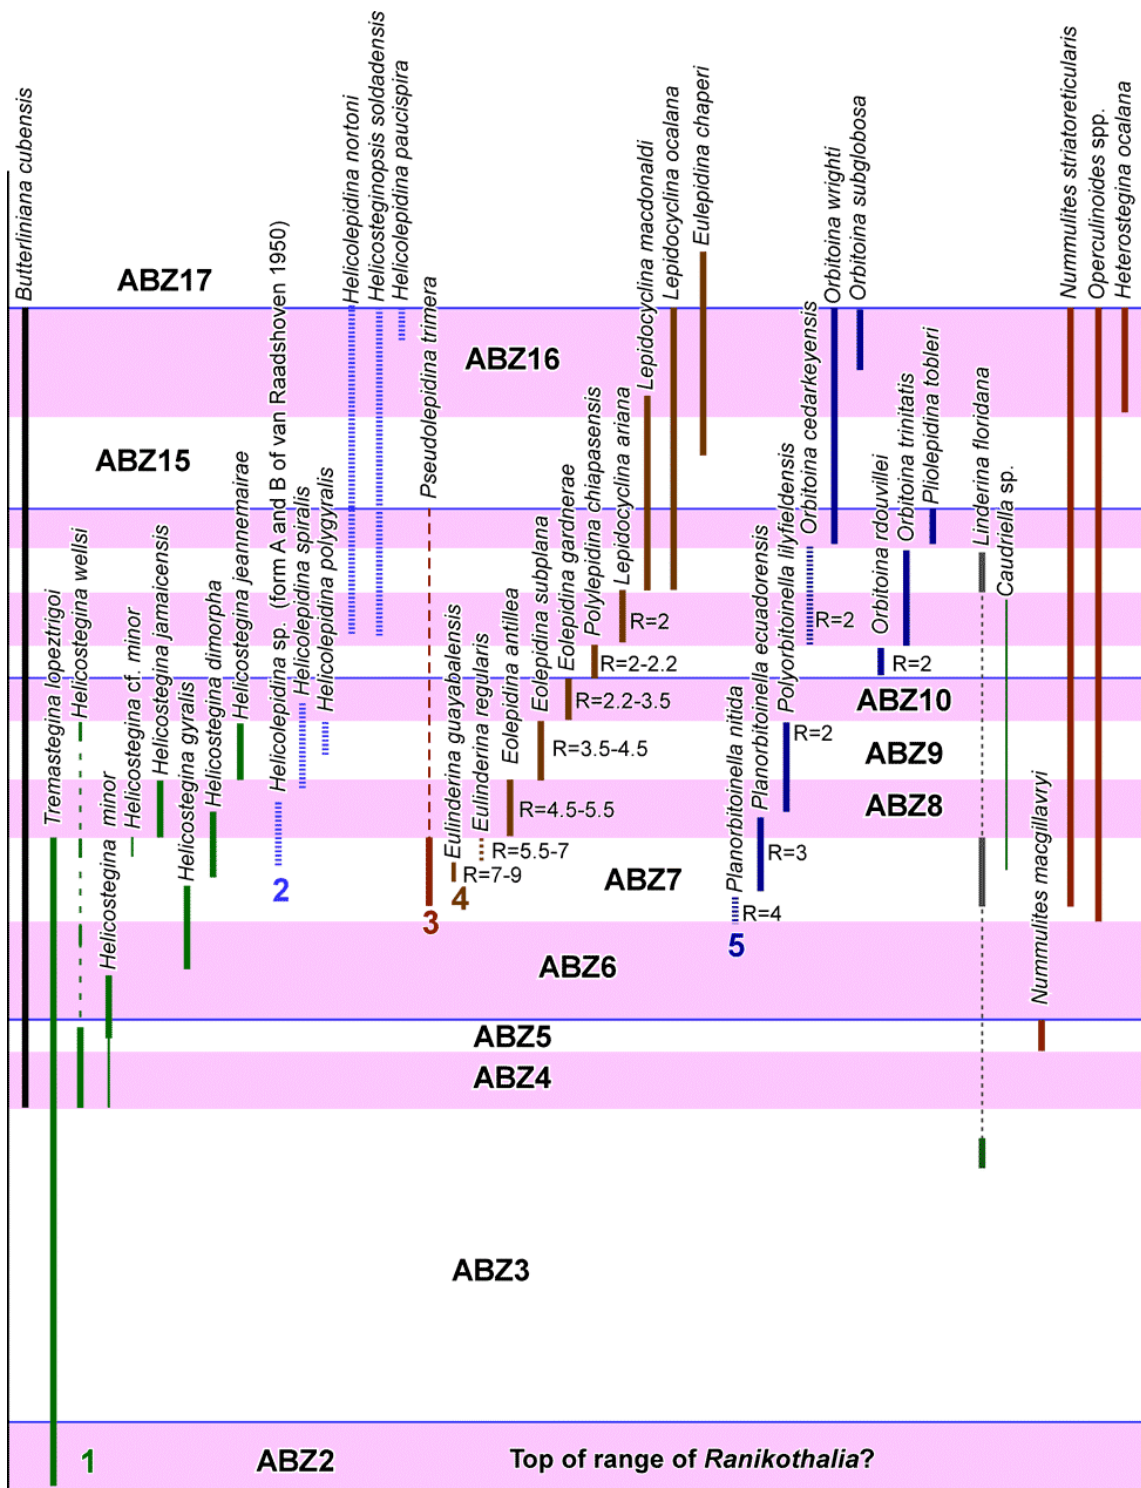 Butterliniana cubensis
Tremastegina lopeztrigoi
Helicostegina wellsi
Helicostegina minor
Helicostegina cf. minor
Helicostegina jamaicensis
Helicostegina gyralis
Helicostegina dimorpha
Helicostegina jeannemairae
Helicolepidina sp. (form A and B of van Raadshoven 1950)
Helicolepidina spiralis
Helicolepidina polygyralis
Helicolepidina nortoni
Helicosteginopsis soldadensis
Helicolepidina paucispira
Pseudolepidina trimera
Eulinderina guayabalensis
Eulinderina regularis
Eolepidina antillea
Eolepidina subplana
Eolepidina gardnerae
Polylepidina chiapasensis
Lepidocyclina ariana
Lepidocyclina macdonaldi
Lepidocyclina ocalana
Eulepidina chaperi
Planorbitoinella nitida
Planorbitoinella ecuadorensis
Polyorbitoinella lilyfieldensis
Orbitoina cedarkeyensis
Orbitoina wrighti
Orbitoina subglobosa
Orbitoina rdouvillei
Orbitoina trinitatis
Pliolepidina tobleri
Linderina floridana
Caudriella sp.
Nummulites macgillavryi
Nummulites striatoreticularis
Operculinoides spp.
Heterostegina ocalana
ABZ17
ABZ16
ABZ15
R=2
R=2
R=2-2.2
R=2
R=2.2-3.5
ABZ10
R=2
R=3.5-4.5
ABZ9
R=4.5-5.5
ABZ8
R=5.5-7
R=3
R=7-9
ABZ7
2
4
3
R=4
5
ABZ6
ABZ5
ABZ4
ABZ3
1
ABZ2
Top of range of Ranikothalia?